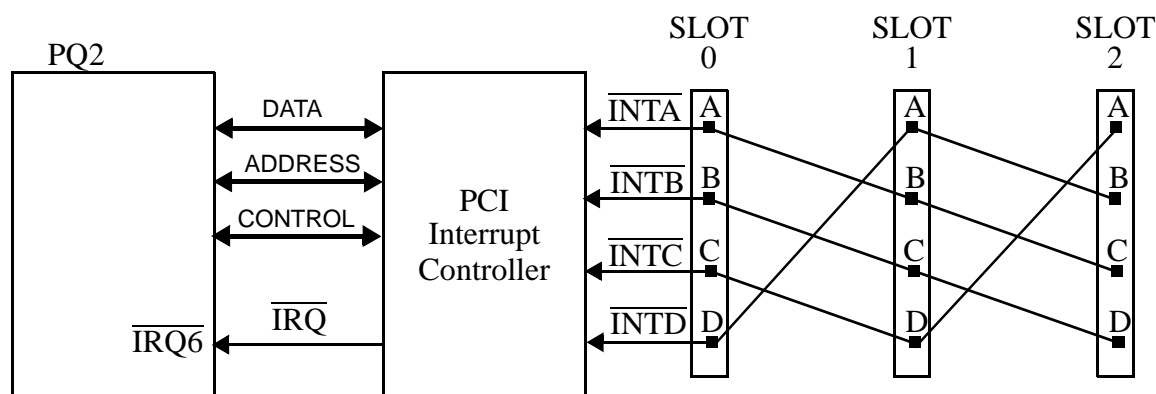 PQ2
DATA
ADDRESS
CONTROL
IRQ
IRQ6
PCI
Interrupt
Controller
INTA
INTB
INTC
INTD
SLOT
0
A
B
C
D
SLOT
1
A
B
C
D
SLOT
2
A
B
C
D